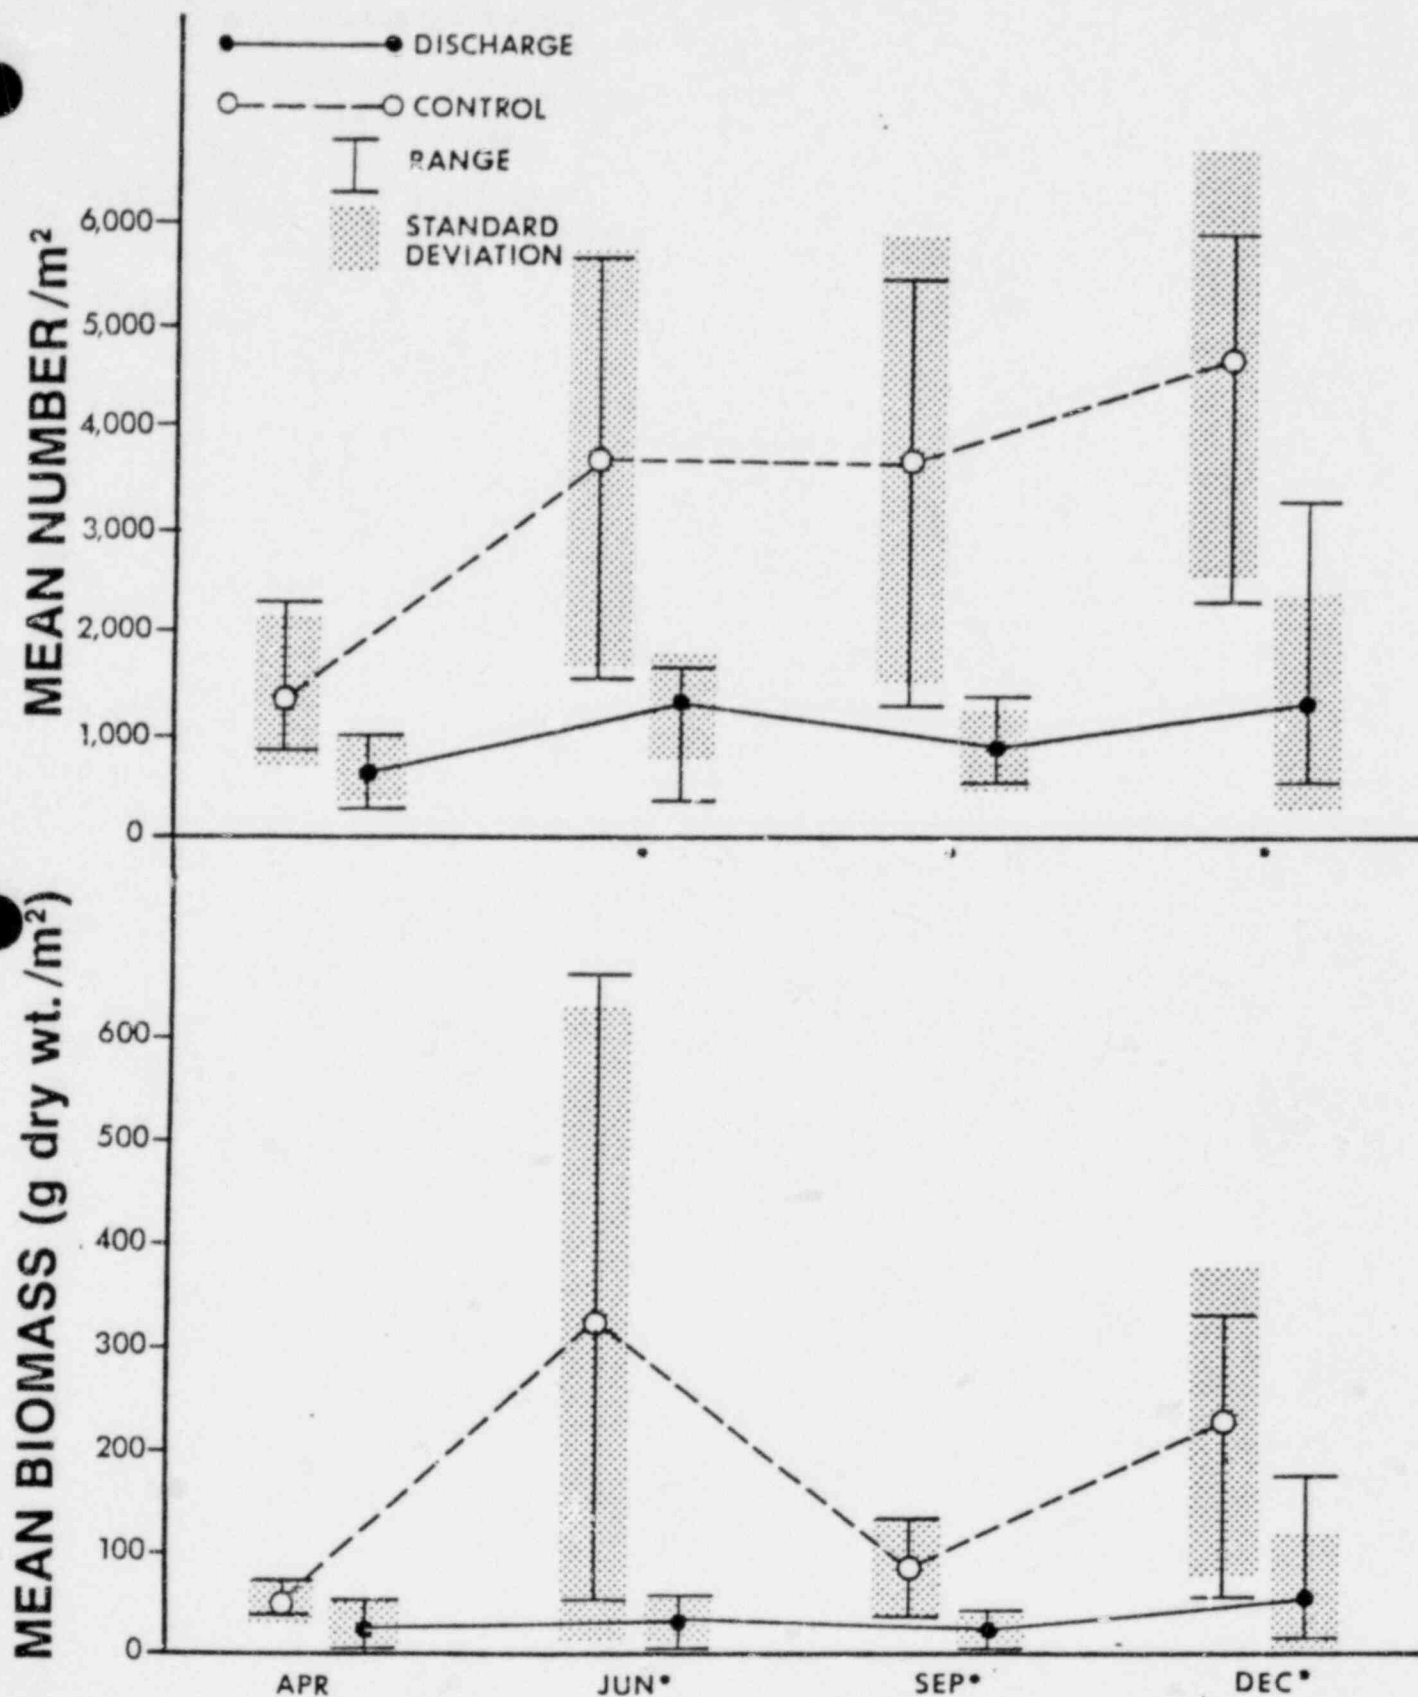 DISCHARGE
CONTROL
RANGE
STANDARD
DEVIATION
MEAN NUMBER/m²
6,000
5,000
4,000
3,000
2,000
1,000
0
MEAN BIOMASS (g dry wt./m²)
600
500
400
300
200
100
0
APR JUN* SEP* DEC*